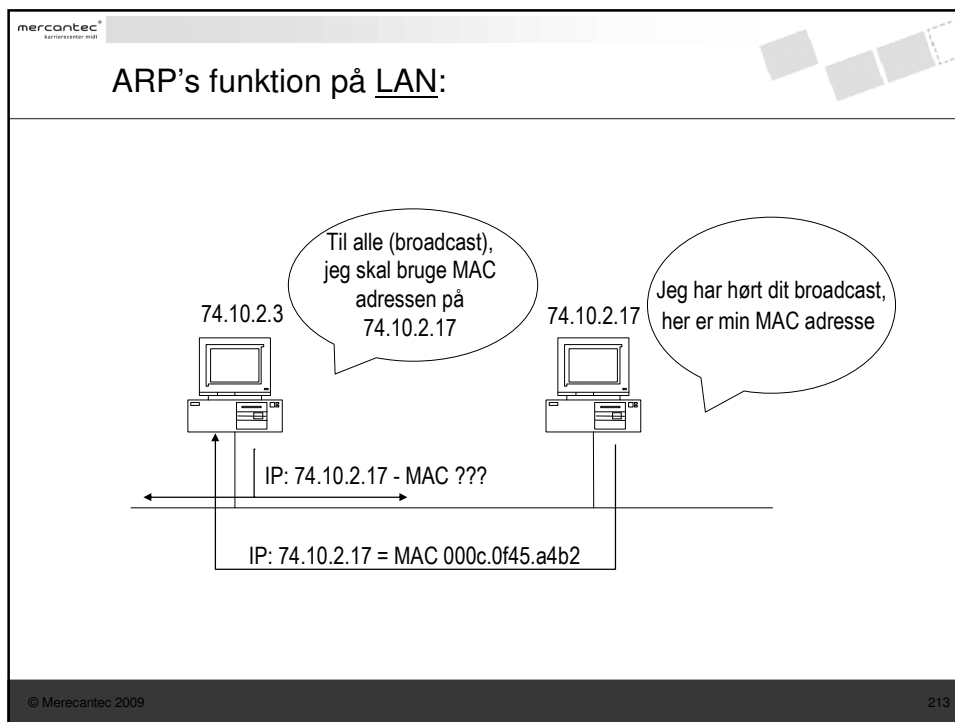 mercantec+
karrierecenter midt
ARP's funktion på LAN:
Til alle (broadcast),
jeg skal bruge MAC
adressen på
74.10.2.17
Jeg har hørt dit broadcast,
her er min MAC adresse
74.10.2.3
74.10.2.17
IP: 74.10.2.17 - MAC ???
IP: 74.10.2.17 = MAC 000c.0f45.a4b2
© Merecantec 2009
213